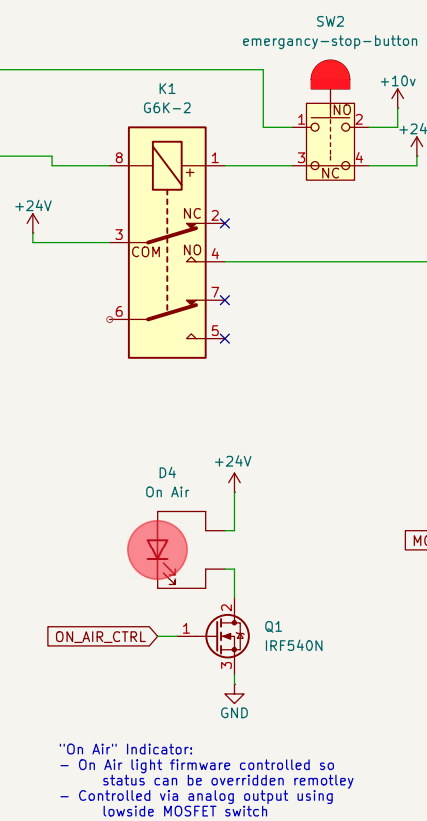 SW2
emergancy-stop-button
K1
G6K-2
NO
+10v
1
2
+24
8
1
3
4
+
NC
+24V
NC
2
3
COM
NO
4
7
6
5
D4
On Air
+24V
MO
ON_AIR_CTRL
1
2
Q1
IRF540N
3
GND
"On Air" Indicator:
- On Air light firmware controlled so
status can be overridden remotley
- Controlled via analog output using
lowside MOSFET switch